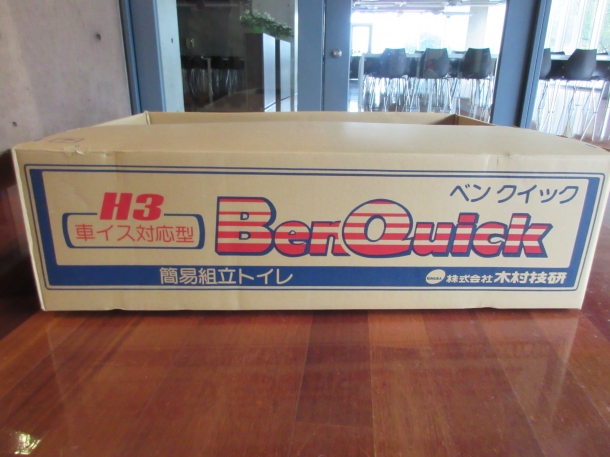 ベン クイック
H3
車イス対応型
BenQuick
簡易組立トイレ
株式会社 木村技研